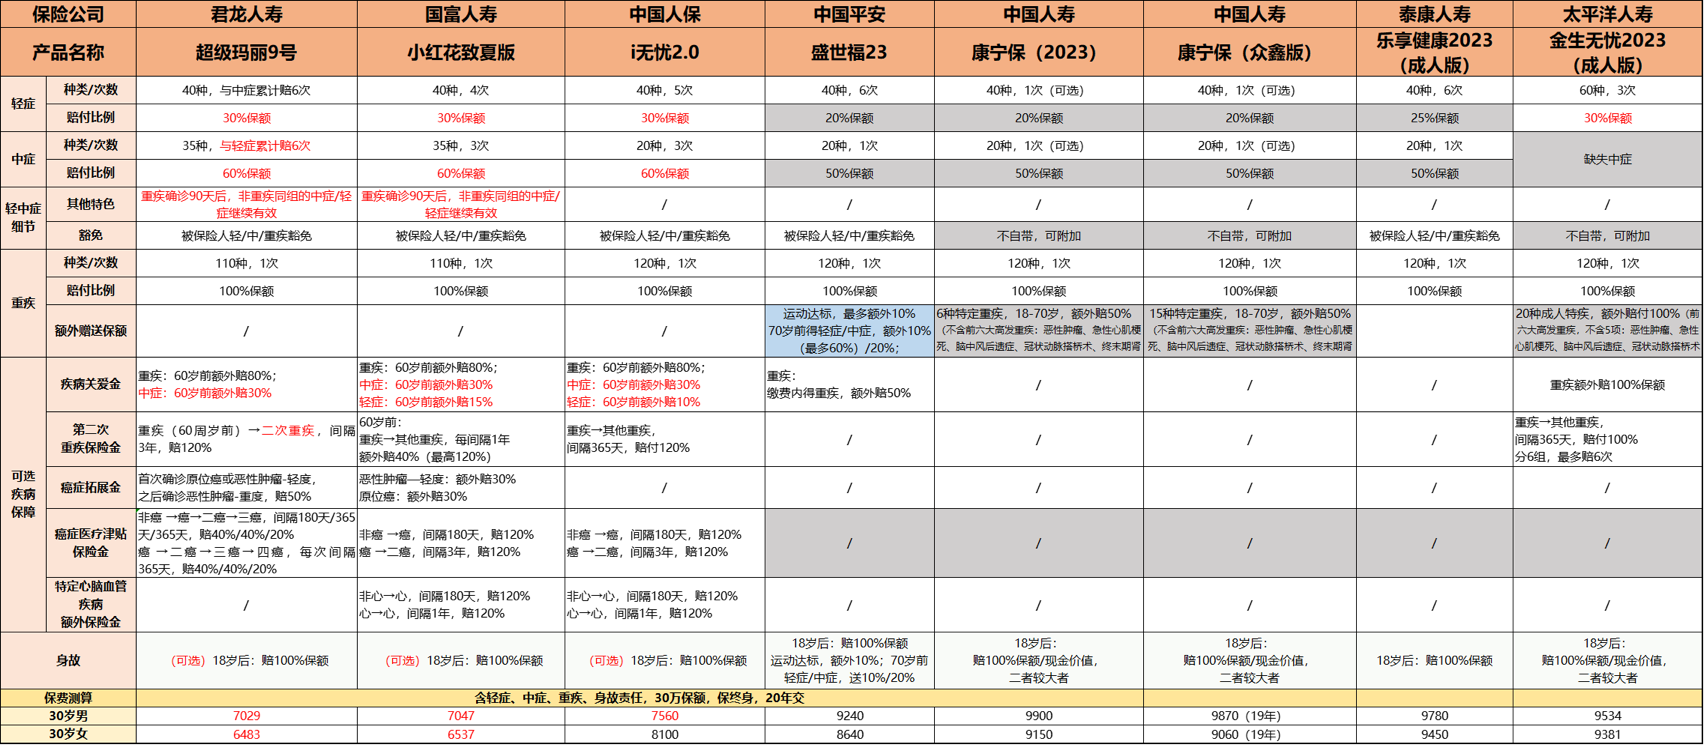 保险公司 君龙人寿 国富人寿 中国人保 中国平安 中国人寿 中国人寿 泰康人寿 太平洋人寿
产品名称 超级玛丽9号 小红花致夏版 i无忧2.0 盛世福23 康宁保（2023） 康宁保（众鑫版） 乐享健康2023（成人版） 金生无忧2023（成人版）
轻症 种类/次数 40种，与中症累计赔6次 40种，4次 40种，5次 40种，6次 40种，1次（可选） 40种，1次（可选） 40种，6次 60种，3次
赔付比例 30%保额 30%保额 30%保额 20%保额 20%保额 20%保额 25%保额 30%保额
中症 种类/次数 35种，与轻症累计赔6次 35种，3次 20种，3次 20种，1次 20种，1次（可选） 20种，1次（可选） 20种，1次 缺失中症
赔付比例 60%保额 60%保额 60%保额 50%保额 50%保额 50%保额 50%保额
轻中症细节 其他特色 重疾确诊90天后，非重疾同组的中症/轻症继续有效 重疾确诊90天后，非重疾同组的中症/轻症继续有效 / / / / / /
豁免 被保险人轻/中/重疾豁免 被保险人轻/中/重疾豁免 被保险人轻/中/重疾豁免 被保险人轻/中/重疾豁免 不自带，可附加 不自带，可附加 被保险人轻/中/重疾豁免 不自带，可附加
重疾 种类/次数 110种，1次 110种，1次 120种，1次 120种，1次 120种，1次 120种，1次 120种，1次 120种，1次
赔付比例 100%保额 100%保额 100%保额 100%保额 100%保额 100%保额 100%保额 100%保额
额外赠送保额 / / /
运动达标，最多额外10%
70岁前得轻症/中症，额外10%
（最多60%）/20%；
6种特定重疾，18-70岁，额外赔50%
（不含前六大高发重疾：恶性肿瘤、急性心肌梗
死、脑中风后遗症、冠状动脉搭桥术、终末期肾
15种特定重疾，18-70岁，额外赔50%
（不含前六大高发重疾：恶性肿瘤、急性心肌梗
死、脑中风后遗症、冠状动脉搭桥术、终末期肾
/
20种成人特疾，额外赔付100%（前
六大高发重疾，不含5项：恶性肿瘤、急性
心肌梗死、脑中风后遗症、冠状动脉搭桥术
可选疾病保障 疾病关爱金
重疾：60岁前额外赔80%；
中症：60岁前额外赔30%
重疾：60岁前额外赔80%；
中症：60岁前额外赔30%
轻症：60岁前额外赔15%
重疾：60岁前额外赔80%；
中症：60岁前额外赔30%
轻症：60岁前额外赔10%
重疾：
缴费内得重疾，额外赔50%
/ / / 重疾额外赔100%保额
第二次
重疾保险金
重疾（60周岁前）→二次重疾，间隔
3年，赔120%
60岁前：
重疾→其他重疾，每间隔1年
额外赔40%（最高120%）
重疾→其他重疾，
间隔365天，赔付120%
/ / / /
重疾→其他重疾，
间隔365天，赔付100%
分6组，最多赔6次
癌症拓展金
首次确诊原位癌或恶性肿瘤-轻度，
之后确诊恶性肿瘤-重度，赔50%
恶性肿瘤—轻度：额外赔30%
原位癌：额外赔30%
/ / / / / /
癌症医疗津贴
保险金
非癌 →癌→二癌→三癌，间隔180天/365
天/365天，赔40%/40%/20%
癌 →二癌→三癌→四癌，每次间隔
365天，赔40%/40%/20%
非癌 →癌，间隔180天，赔120%
癌 →二癌，间隔3年，赔120%
非癌 →癌，间隔180天，赔120%
癌 →二癌，间隔3年，赔120%
/ / / / /
特定心脑血管
疾病
额外保险金
/
非心→心，间隔180天，赔120%
心→心，间隔1年，赔120%
非心→心，间隔180天，赔120%
心→心，间隔1年，赔120%
/ / / / /
身故 （可选）18岁后：赔100%保额 （可选）18岁后：赔100%保额 （可选）18岁后：赔100%保额
18岁后：赔100%保额
运动达标，额外10%；70岁前
轻症/中症，送10%/20%
18岁后：
赔100%保额/现金价值，
二者较大者
18岁后：
赔100%保额/现金价值，
二者较大者
18岁后：赔100%保额
18岁后：
赔100%保额/现金价值，
二者较大者
保费测算 含轻症、中症、重疾、身故责任，30万保额，保终身，20年交
30岁男 7029 7047 7560 9240 9900 9870（19年） 9780 9534
30岁女 6483 6537 8100 8640 9150 9060（19年） 9450 9381